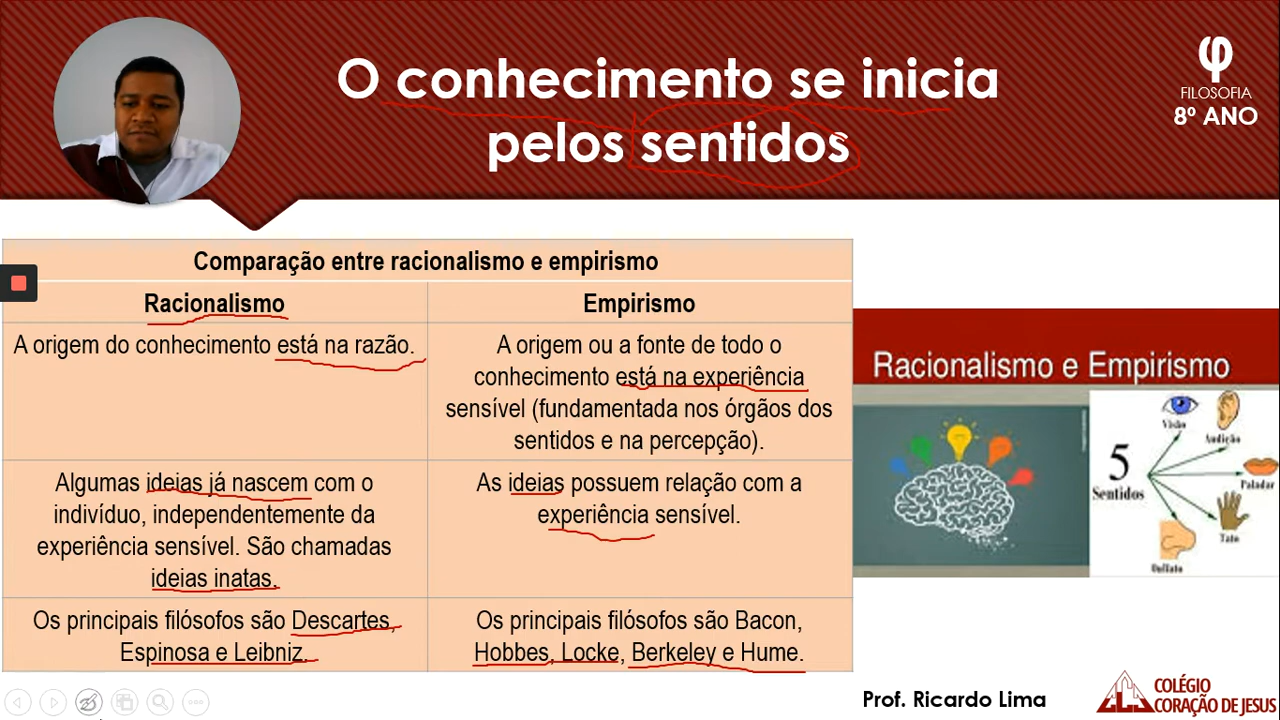 O conhecimento se inicia
pelos sentidos
φ
FILOSOFIA
8º ANO
Comparação entre racionalismo e empirismo
Racionalismo
Empirismo
A origem do conhecimento está na razão.
A origem ou a fonte de todo o
conhecimento está na experiência
sensível (fundamentada nos órgãos dos
sentidos e na percepção).
Algumas ideias já nascem com o
indivíduo, independentemente da
experiência sensível. São chamadas
ideias inatas.
As ideias possuem relação com a
experiência sensível.
Os principais filósofos são Descartes,
Espinosa e Leibniz.
Os principais filósofos são Bacon,
Hobbes, Locke, Berkeley e Hume.
Racionalismo e Empirismo
5
Sentidos
Visão
Audição
Paladar
Tato
Olfato
Prof. Ricardo Lima
COLÉGIO
CORAÇÃO DE JESUS